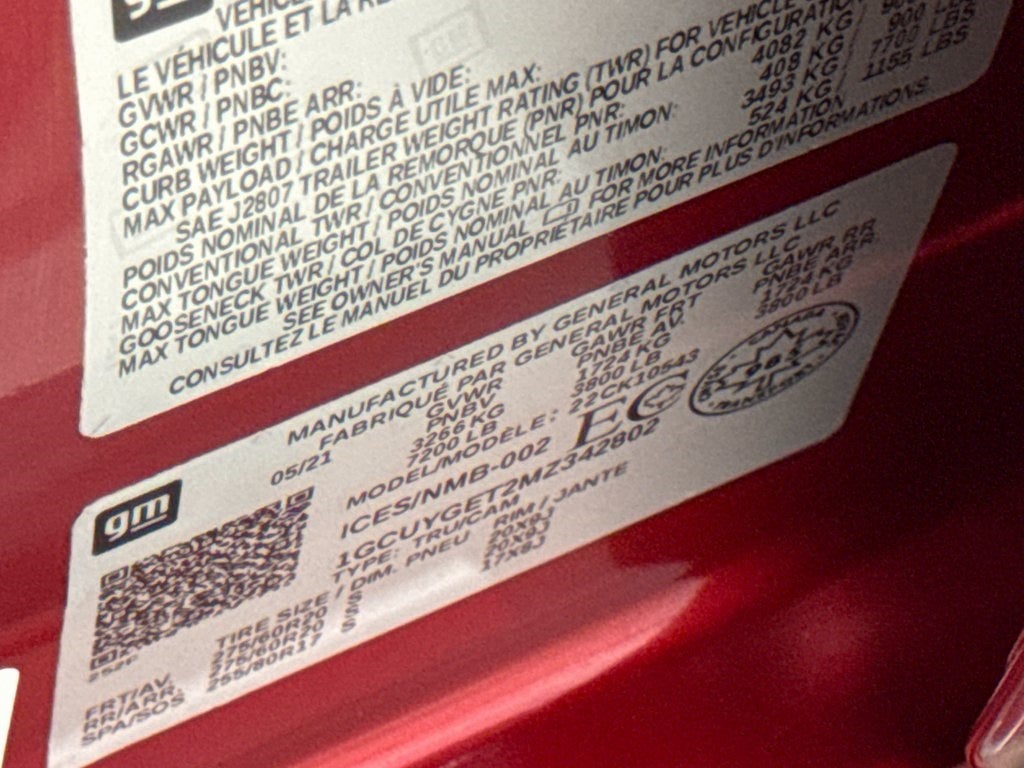 gm
VÉHICULE
LE VÉHICULE ET LA
GVWR / PNBV:
GCWR / PNBC:
RGAWR / PNBE ARR:
CURB WEIGHT / POIDS À VIDE:
MAX PAYLOAD / CHARGE UTILE MAX:
SAE J2807 TRAILER WEIGHT RATING (TWR) FOR VEHICLE
POIDS NOMINAL DE LA REMORQUE (PNR) POUR LA CONFIGURATION
CONVENTIONAL TWR / CONVENTIONNEL PNR: 4082 KG
MAX TONGUE WEIGHT / POIDS NOMINAL AU TIMON: 408 KG 900 LBS
GOOSENECK TWR / COL DE CYGNE PNR: 3493 KG 7700 LBS
MAX TONGUE WEIGHT / POIDS NOMINAL AU TIMON: 524 KG 1155 LBS
SEE OWNER'S MANUAL FOR MORE INFORMATION
CONSULTEZ LE MANUEL DU PROPRIÉTAIRE POUR PLUS D'INFORMATIONS.
gm
MANUFACTURED BY GENERAL MOTORS LLC
FABRIQUÉ PAR GENERAL MOTORS LLC
05/21 GVWR GAWR FRT GAWR RR
PNBV PNBE AV. PNBE ARR
3266 KG 1724 KG 1724 KG
7200 LB 3800 LB 3800 LB
MODEL/MODÈLE: 22CK10543
ICES/NMB-002 EC
CANADA
1GCUYGET2MZ342802
TYPE: TRU/CAM
TIRE SIZE / DIM. PNEU RIM / JANTE
FRT/AV. 275/60R20 S 20X9J
RR/ARR. 275/60R20 S 20X9J
SPA/SOS 255/80R17 S 17X8J